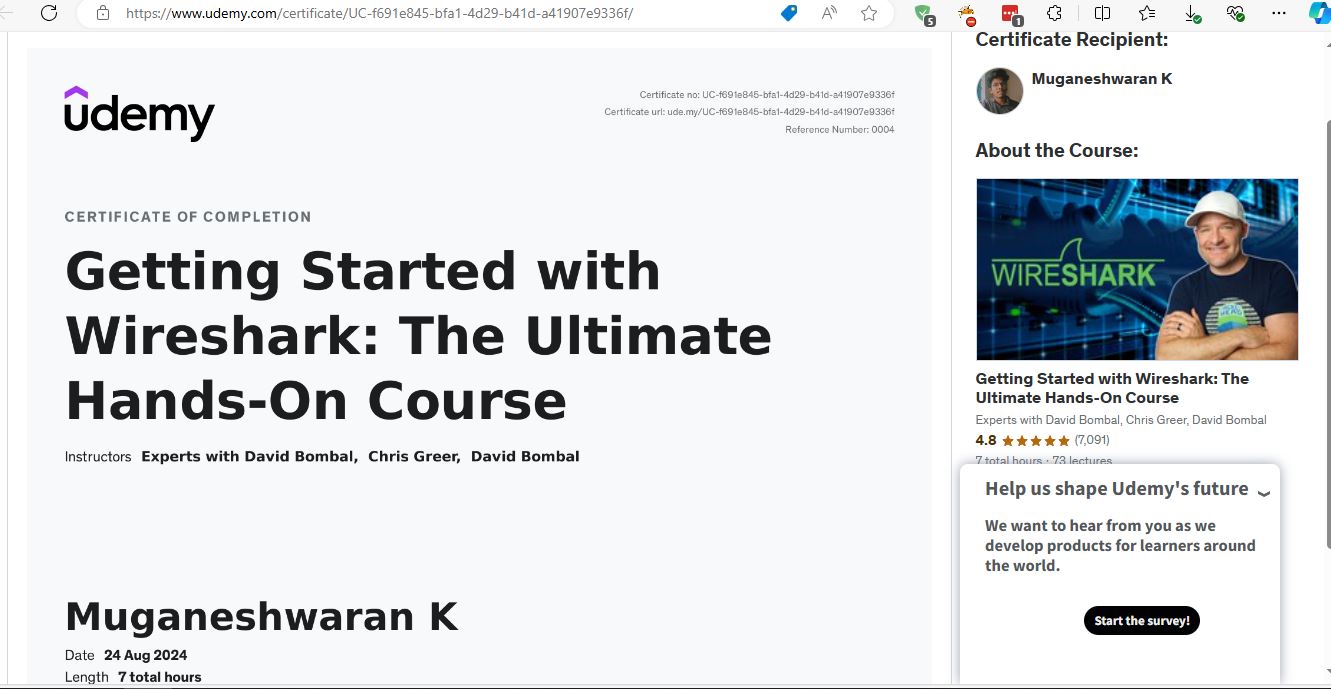 https://www.udemy.com/certificate/UC-f691e845-bfa1-4d29-b41d-a41907e9336f/
5
1
udemy
Certificate no: UC-f691e845-bfa1-4d29-b41d-a41907e9336f
Certificate url: ude.my/UC-f691e845-bfa1-4d29-b41d-a41907e9336f
Reference Number: 0004
CERTIFICATE OF COMPLETION
Getting Started with
Wireshark: The Ultimate
Hands-On Course
Instructors Experts with David Bombal, Chris Greer, David Bombal
Muganeshwaran K
Date 24 Aug 2024
Length 7 total hours
Certificate Recipient:
Muganeshwaran K
About the Course:
WIRESHARK
Getting Started with Wireshark: The
Ultimate Hands-On Course
Experts with David Bombal, Chris Greer, David Bombal
4.8 ★★★★★ (7,091)
7 total hours · 73 lectures
Help us shape Udemy's future
We want to hear from you as we
develop products for learners around
the world.
Start the survey!